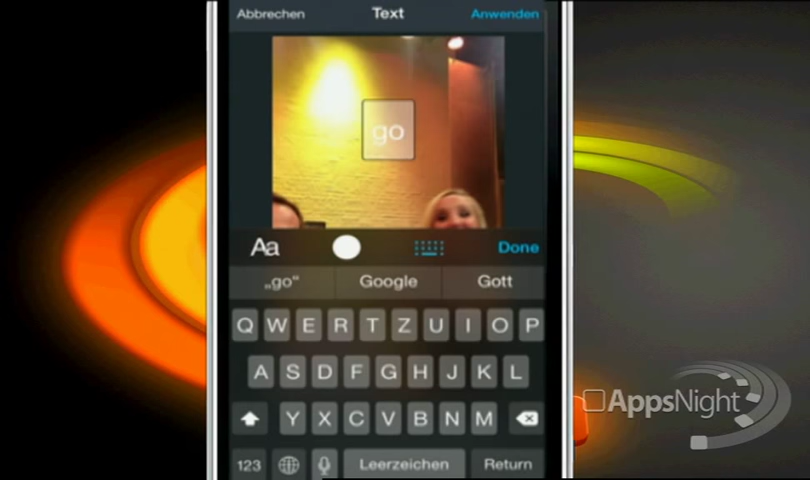 Abbrechen Text Anwenden
go
Aa Done
„go“ Google Gott
Q W E R T Z U I O P
A S D F G H J K L
Y X C V B N M
123 Leerzeichen Return
AppsNight